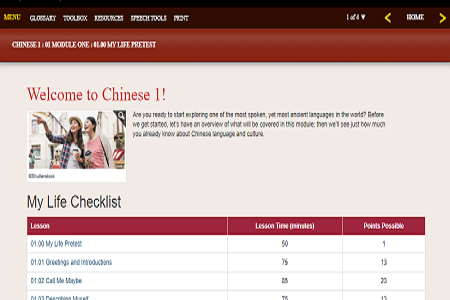 MENU GLOSSARY TOOLBOX RESOURCES SPEECH TOOLS PRINT 1 of 4 ▼ HOME
CHINESE 1 : 01 MODULE ONE : 01.00 MY LIFE PRETEST
Welcome to Chinese 1!
Are you ready to start exploring one of the most spoken, yet most ancient languages in the world? Before
we get started, let's have an overview of what will be covered in this module; then we'll see just how much
you already know about Chinese language and culture.
©Shutterstock
My Life Checklist
Lesson Lesson Time (minutes) Points Possible
01.00 My Life Pretest 50 1
01.01 Greetings and Introductions 75 13
01.02 Call Me Maybe 85 23
01.03 Describing Myself 75